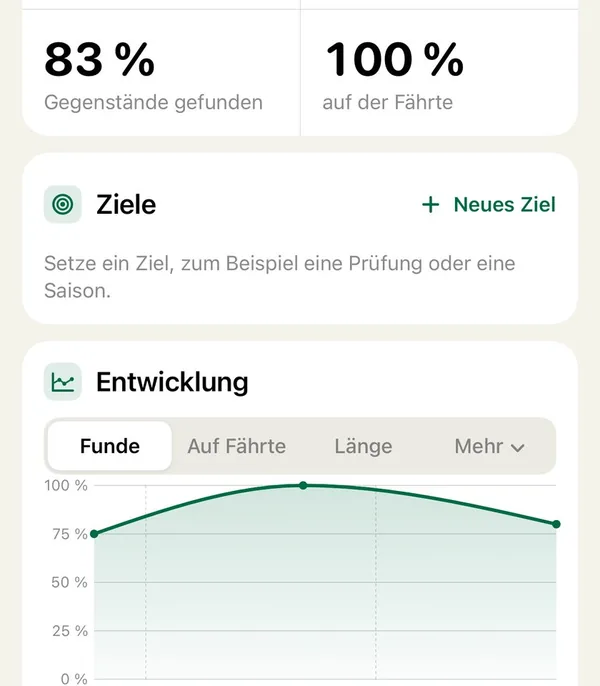 83 %
Gegenstände gefunden
100 %
auf der Fährte
Ziele
+ Neues Ziel
Setze ein Ziel, zum Beispiel eine Prüfung oder eine
Saison.
Entwicklung
Funde
Auf Fährte
Länge
Mehr
100 %
75 %
50 %
25 %
0 %